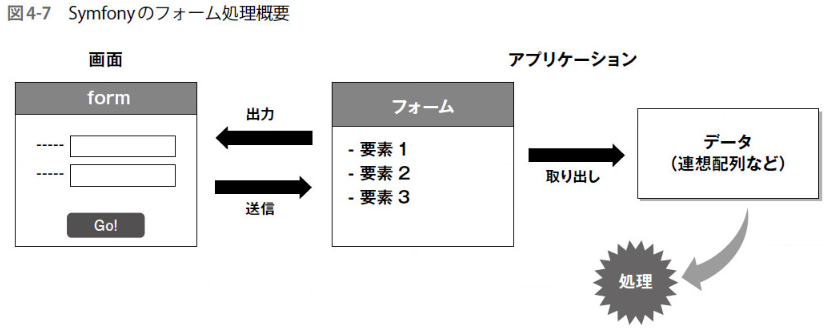 図4-7 Symfonyのフォーム処理概要
画面
アプリケーション
form
-----
-----
Go!
出力
送信
フォーム
- 要素1
- 要素2
- 要素3
取り出し
データ
（連想配列など）
処理